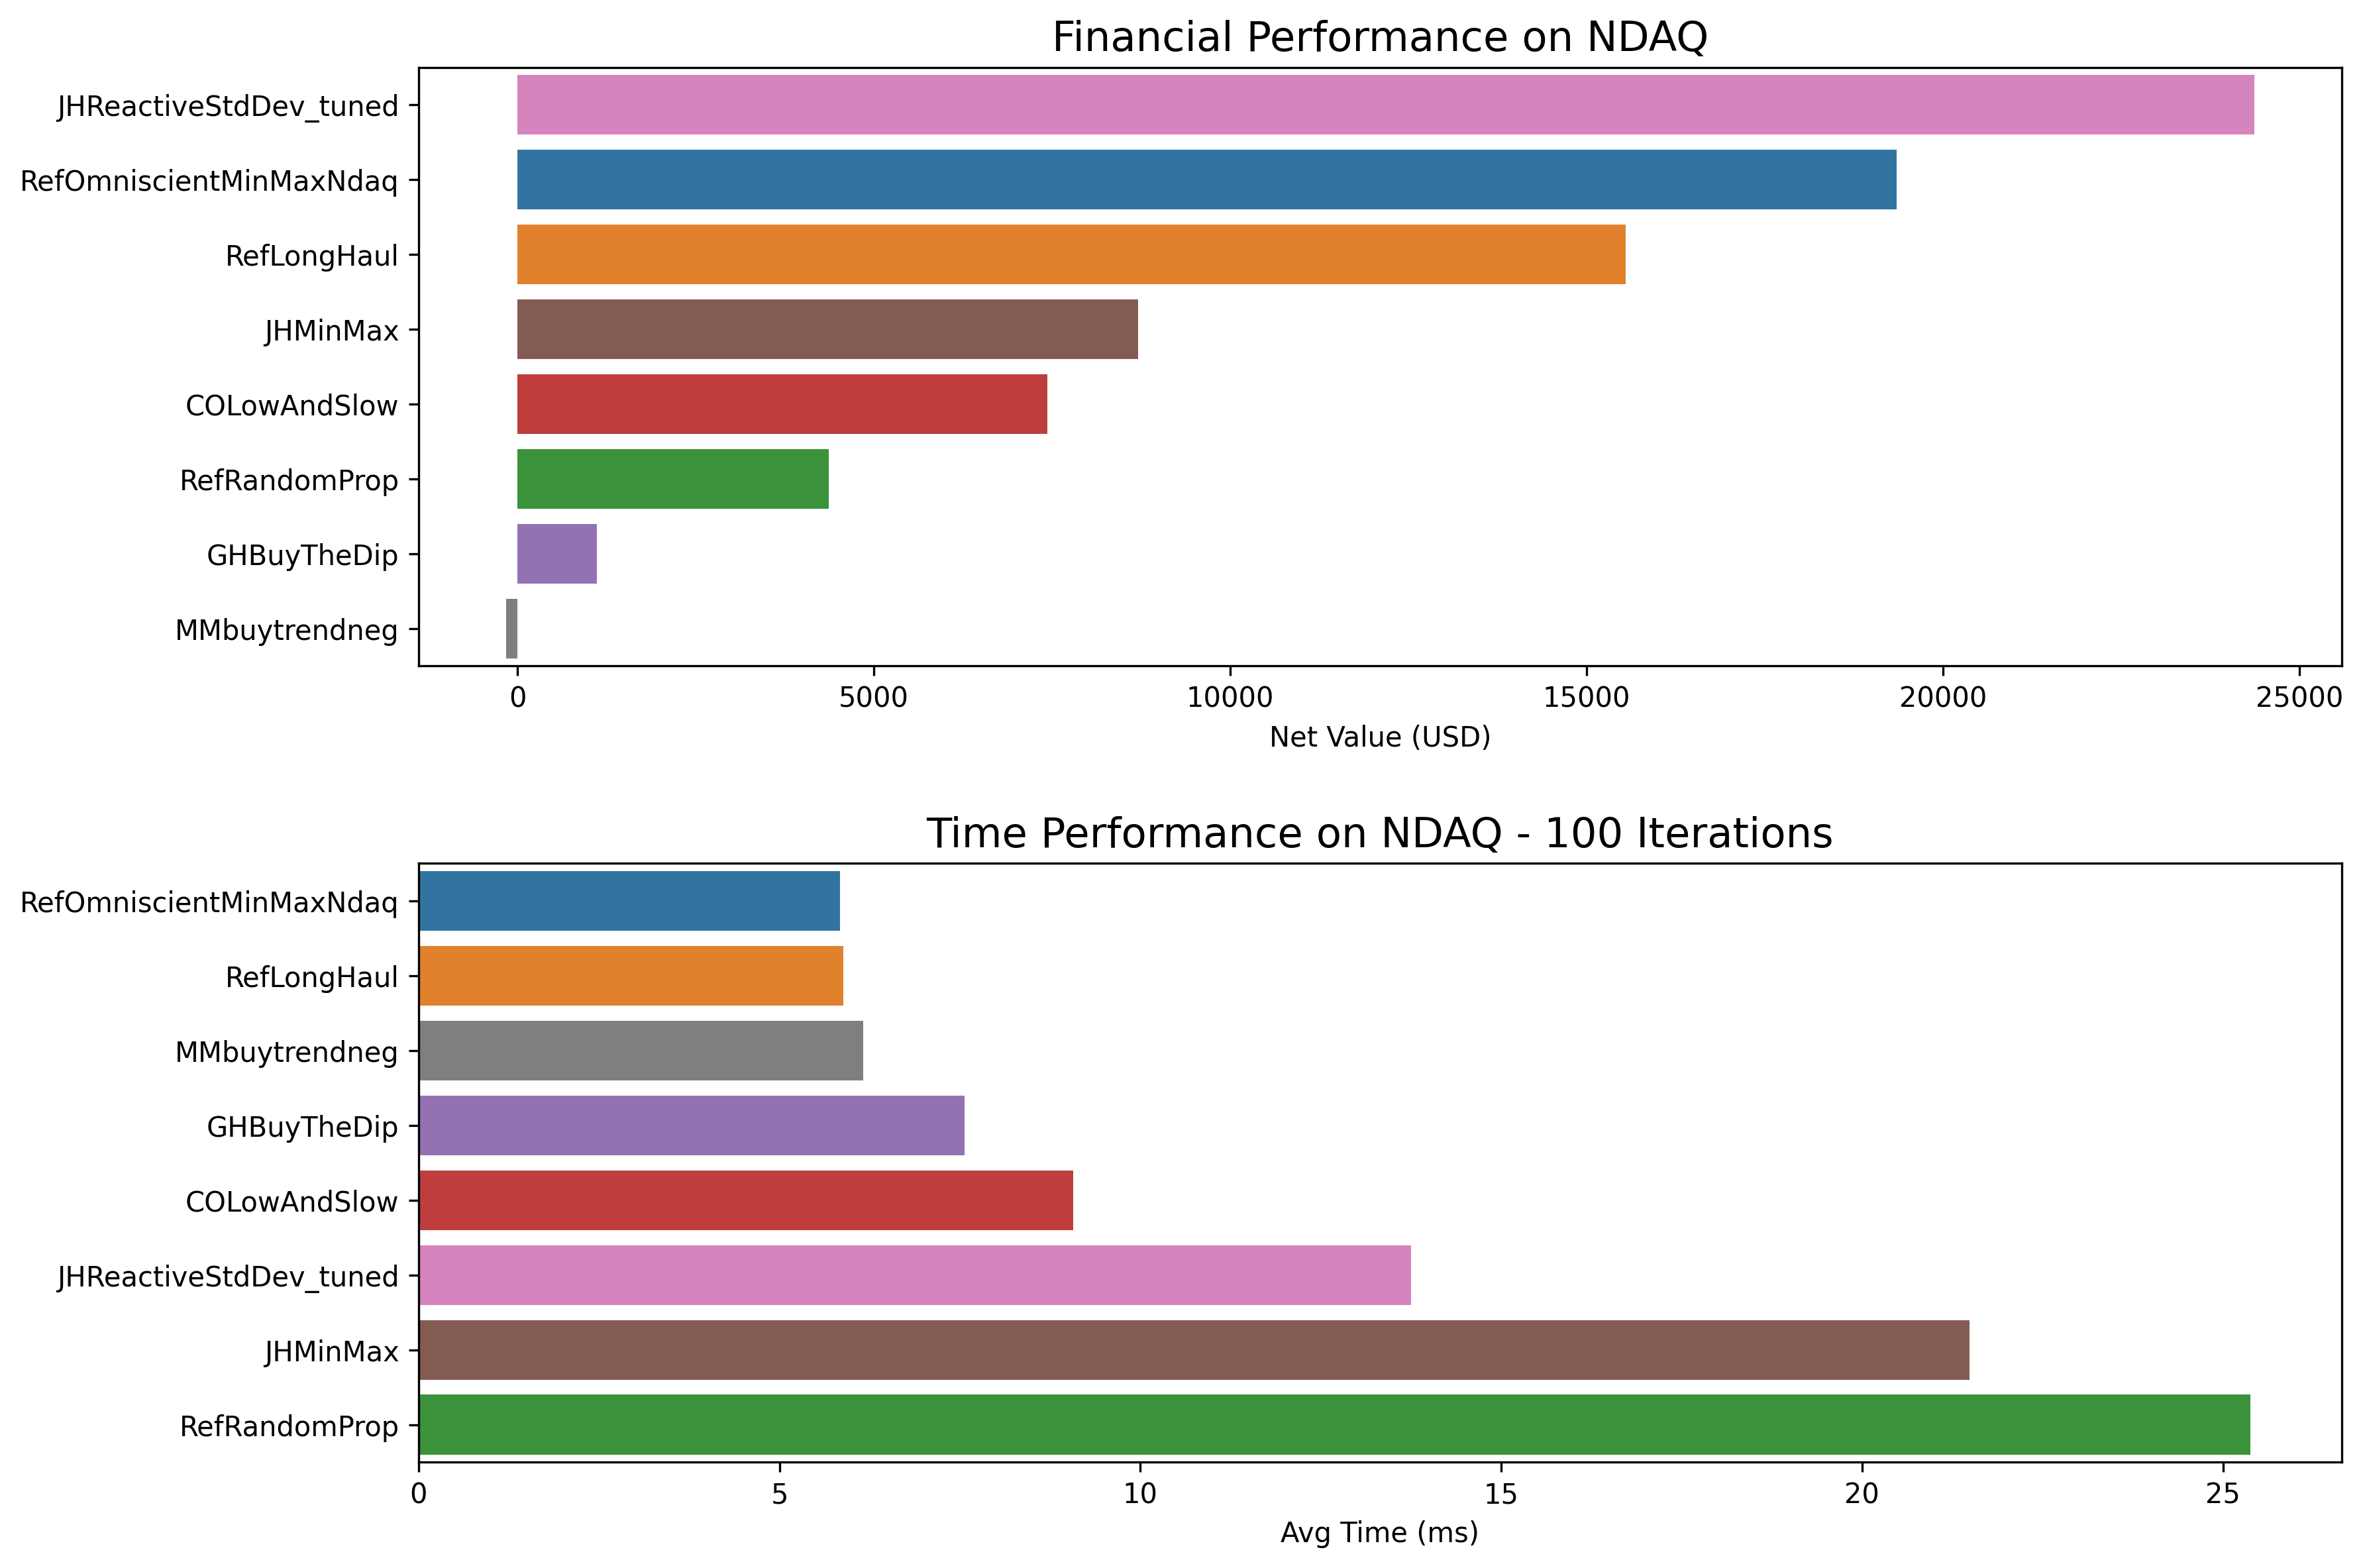 Financial Performance on NDAQ
JHReactiveStdDev_tuned
RefOmniscientMinMaxNdaq
RefLongHaul
JHMinMax
COLowAndSlow
RefRandomProp
GHBuyTheDip
MMbuytrendneg
0 5000 10000 15000 20000 25000
Net Value (USD)
Time Performance on NDAQ - 100 Iterations
RefOmniscientMinMaxNdaq
RefLongHaul
MMbuytrendneg
GHBuyTheDip
COLowAndSlow
JHReactiveStdDev_tuned
JHMinMax
RefRandomProp
0 5 10 15 20 25
Avg Time (ms)